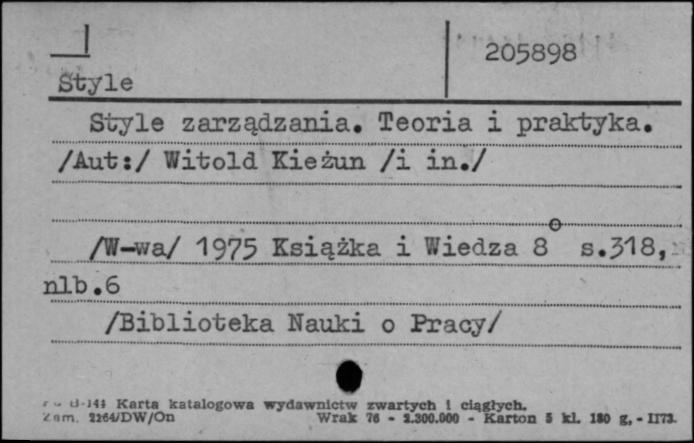 205898
Style
Style zarządzania. Teoria i praktyka.
/Aut:/ Witold Kieżun /i in./
/W-wa/ 1975 Książka i Wiedza 8° s.318,
nlb.6
/Biblioteka Nauki o Pracy/
Karta katalogowa wydawnictw zwartych i ciągłych.
Zam. 2264/DW/On Wrak 76 - 2.300.000 - Karton 5 kl. 180 g. - II73.